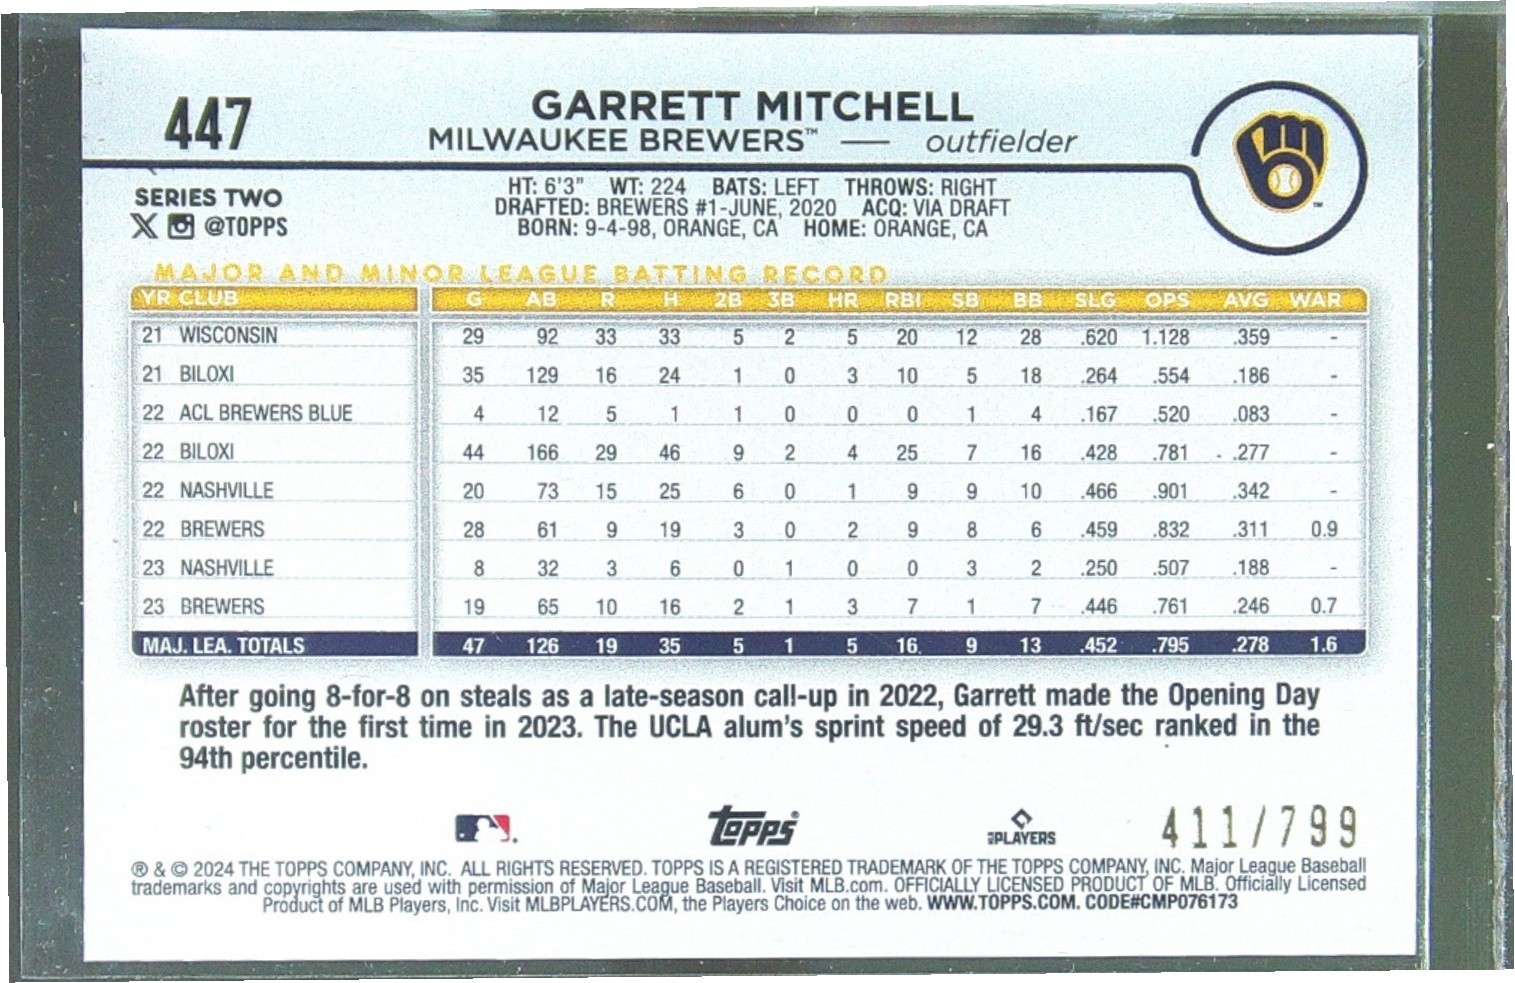 447
GARRETT MITCHELL
MILWAUKEE BREWERS™ — outfielder
SERIES TWO
@TOPPS
HT: 6'3" WT: 224 BATS: LEFT THROWS: RIGHT
DRAFTED: BREWERS #1-JUNE, 2020 ACQ: VIA DRAFT
BORN: 9-4-98, ORANGE, CA HOME: ORANGE, CA
™
MAJOR AND MINOR LEAGUE BATTING RECORD
YR CLUB G AB R H 2B 3B HR RBI SB BB SLG OPS AVG WAR
21 WISCONSIN 29 92 33 33 5 2 5 20 12 28 .620 1.128 .359 -
21 BILOXI 35 129 16 24 1 0 3 10 5 18 .264 .554 .186 -
22 ACL BREWERS BLUE 4 12 5 1 1 0 0 0 1 4 .167 .520 .083 -
22 BILOXI 44 166 29 46 9 2 4 25 7 16 .428 .781 .277 -
22 NASHVILLE 20 73 15 25 6 0 1 9 9 10 .466 .901 .342 -
22 BREWERS 28 61 9 19 3 0 2 9 8 6 .459 .832 .311 0.9
23 NASHVILLE 8 32 3 6 0 1 0 0 3 2 .250 .507 .188 -
23 BREWERS 19 65 10 16 2 1 3 7 1 7 .446 .761 .246 0.7
MAJ. LEA. TOTALS 47 126 19 35 5 1 5 16 9 13 .452 .795 .278 1.6
After going 8-for-8 on steals as a late-season call-up in 2022, Garrett made the Opening Day
roster for the first time in 2023. The UCLA alum's sprint speed of 29.3 ft/sec ranked in the
94th percentile.
topps®
PLAYERS
411/799
® & © 2024 THE TOPPS COMPANY, INC. ALL RIGHTS RESERVED. TOPPS IS A REGISTERED TRADEMARK OF THE TOPPS COMPANY, INC. Major League Baseball
trademarks and copyrights are used with permission of Major League Baseball. Visit MLB.com. OFFICIALLY LICENSED PRODUCT OF MLB. Officially Licensed
Product of MLB Players, Inc. Visit MLBPLAYERS.COM, the Players Choice on the web. WWW.TOPPS.COM. CODE#CMP076173